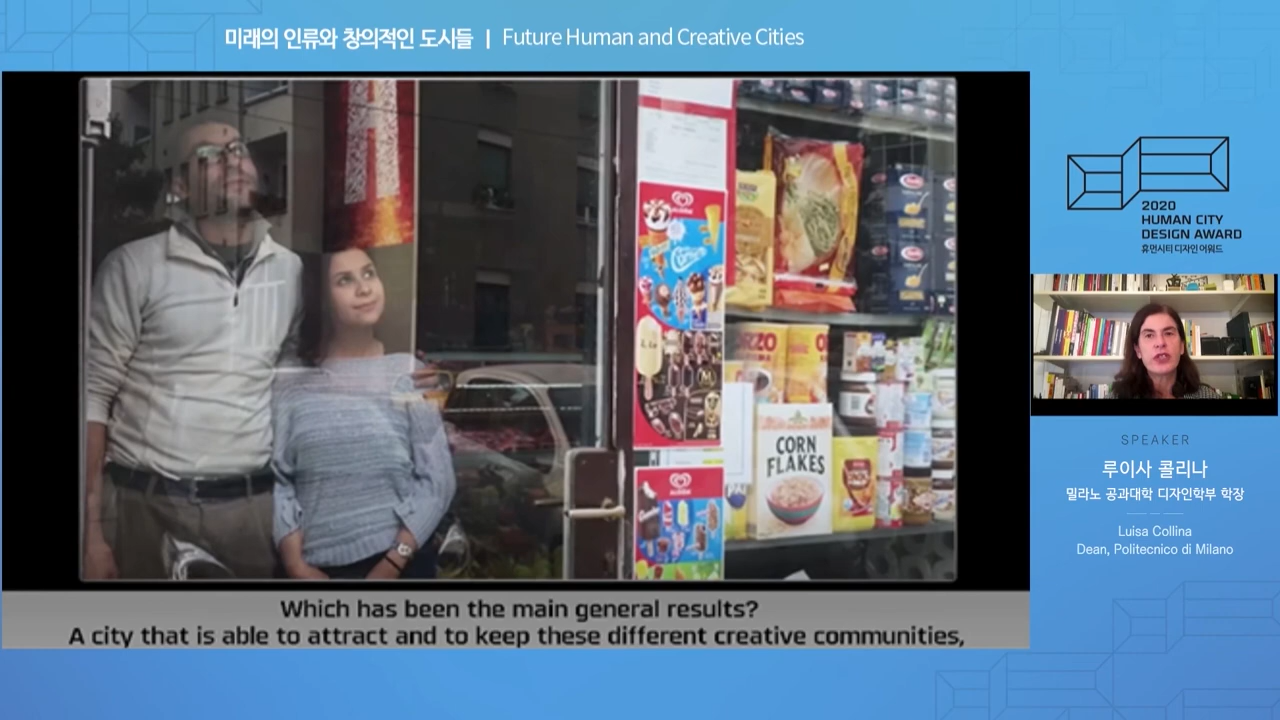 미래의 인류와 창의적인 도시들 | Future Human and Creative Cities
2020
HUMAN CITY
DESIGN AWARD
휴먼시티 디자인 어워드
CORN
FLAKES
SPEAKER
루이사 콜리나
밀라노 공과대학 디자인학부 학장
Luisa Collina
Dean, Politecnico di Milano
Which has been the main general results?
A city that is able to attract and to keep these different creative communities,